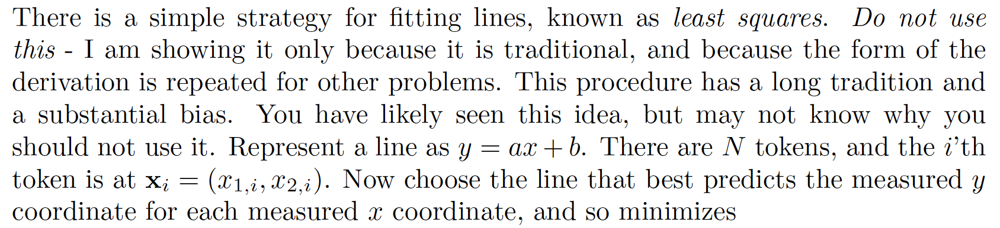 There is a simple strategy for fitting lines, known as least squares. Do not use
this - I am showing it only because it is traditional, and because the form of the
derivation is repeated for other problems. This procedure has a long tradition and
a substantial bias. You have likely seen this idea, but may not know why you
should not use it. Represent a line as y = ax + b. There are N tokens, and the i'th
token is at x_i = (x_{1,i}, x_{2,i}). Now choose the line that best predicts the measured y
coordinate for each measured x coordinate, and so minimizes